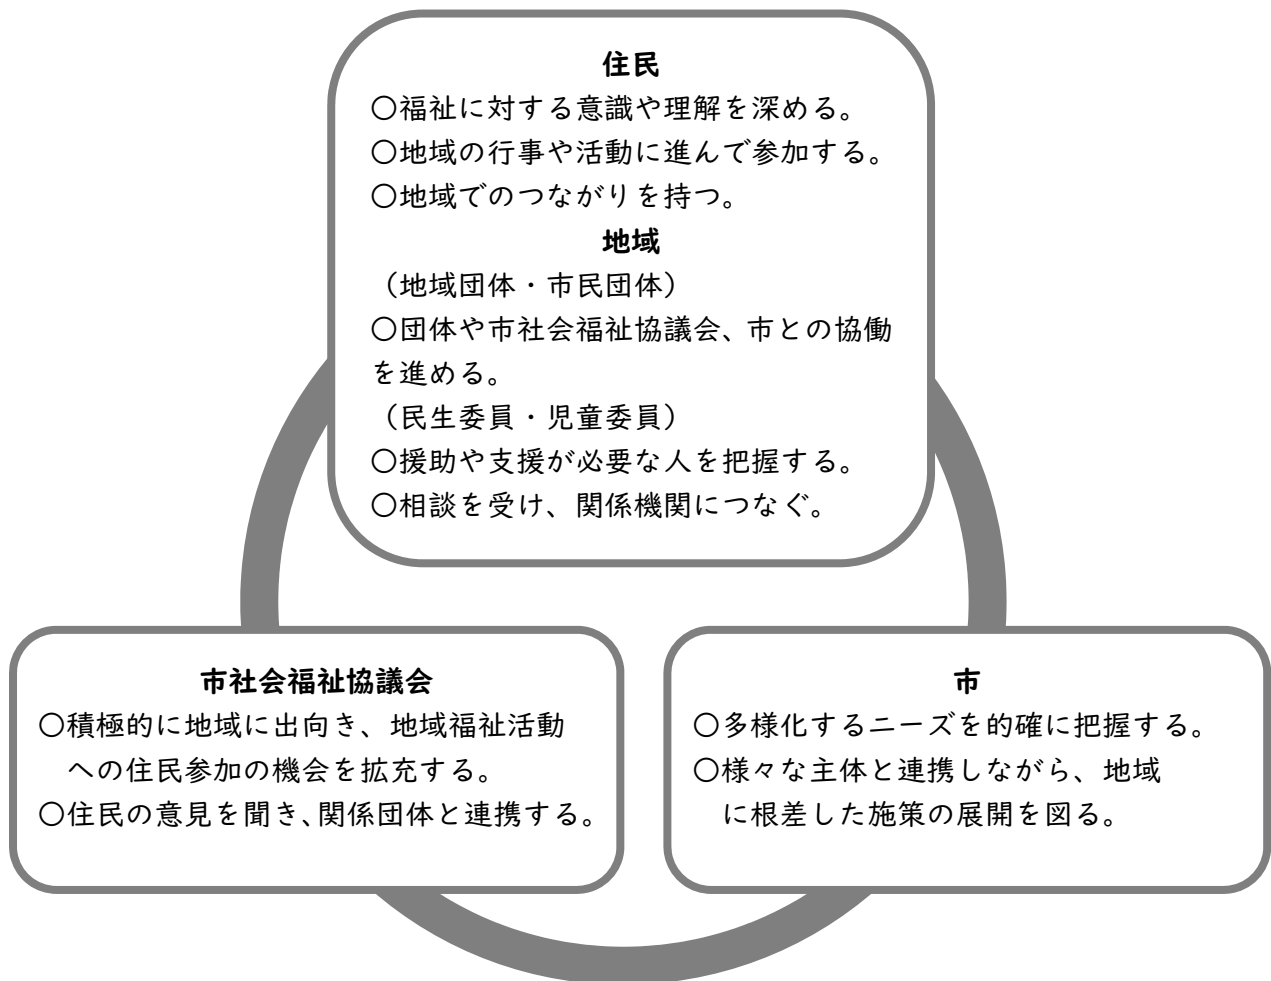 住民
〇福祉に対する意識や理解を深める。
〇地域の行事や活動に進んで参加する。
〇地域でのつながりを持つ。
地域
（地域団体・市民団体）
〇団体や市社会福祉協議会、市との協働
を進める。
（民生委員・児童委員）
〇援助や支援が必要な人を把握する。
〇相談を受け、関係機関につなぐ。
市社会福祉協議会
〇積極的に地域に出向き、地域福祉活動
への住民参加の機会を拡充する。
〇住民の意見を聞き、関係団体と連携する。
市
〇多様化するニーズを的確に把握する。
〇様々な主体と連携しながら、地域
に根差した施策の展開を図る。